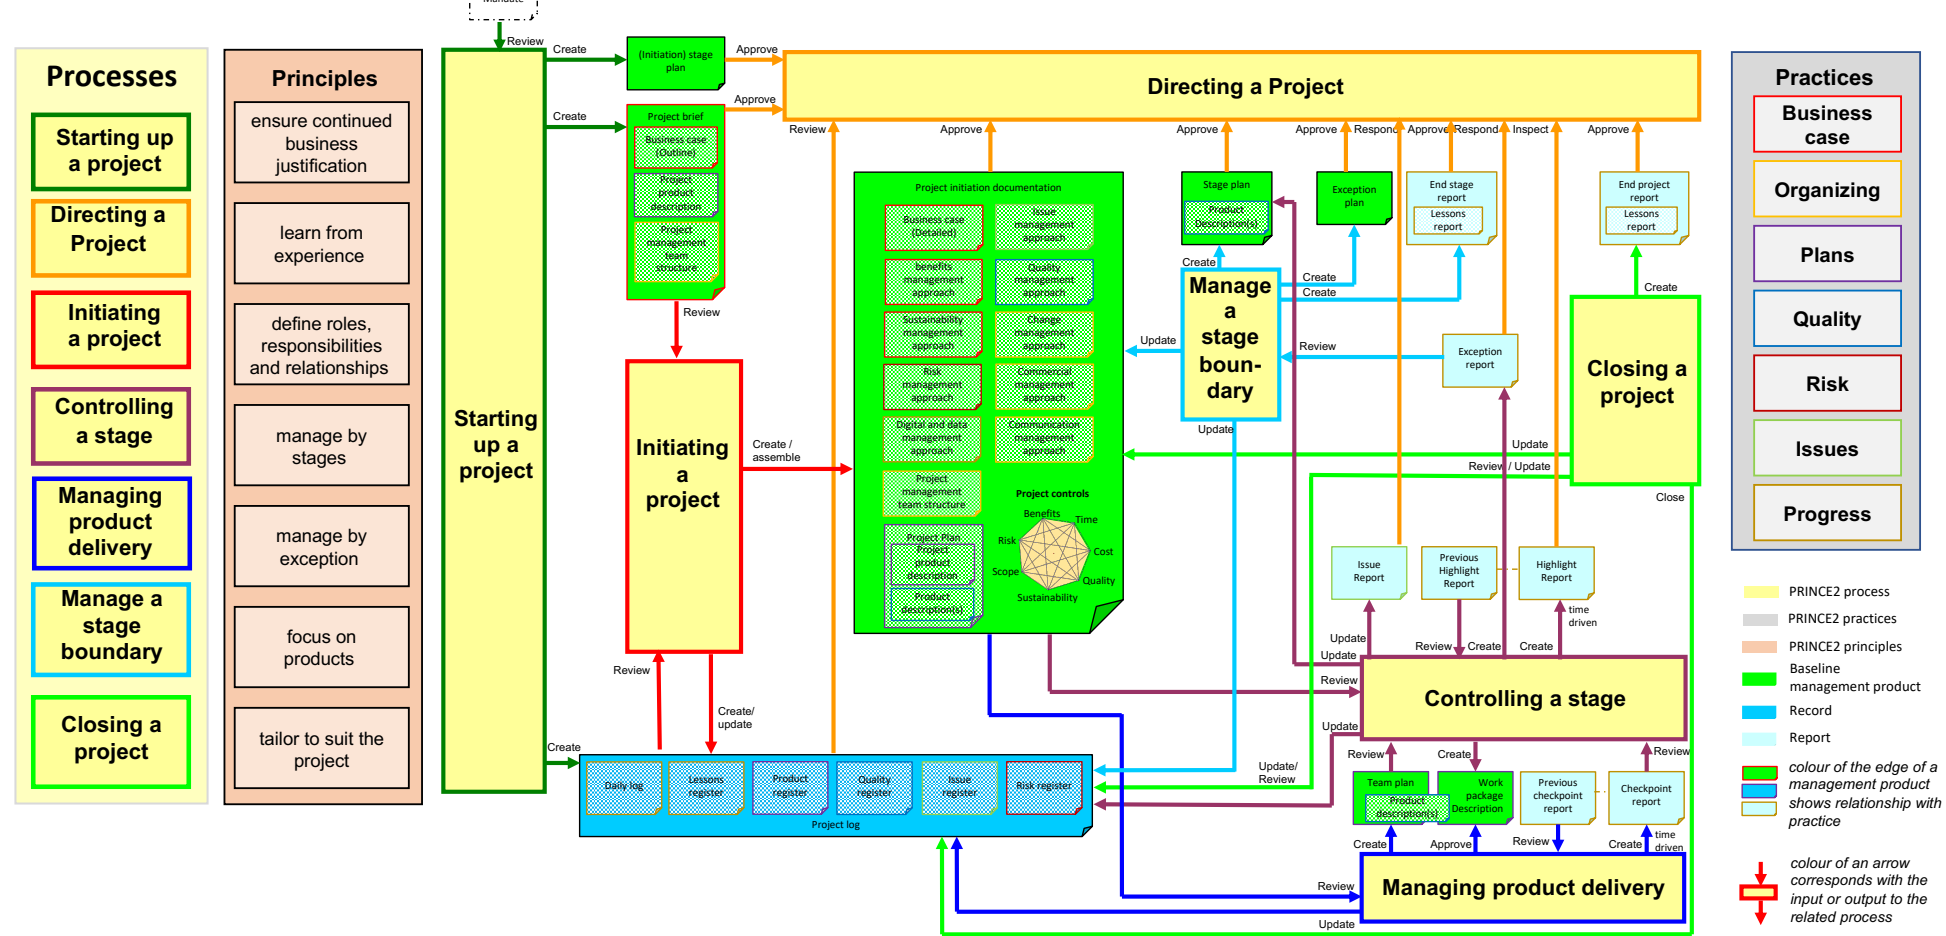 Mandate
Processes
Starting up
a project
Directing a
Project
Initiating
a project
Controlling
a stage
Managing
product
delivery
Manage a
stage
boundary
Closing a
project
Principles
ensure continued
business
justification
learn from
experience
define roles,
responsibilities
and relationships
manage by
stages
manage by
exception
focus on
products
tailor to suit the
project
Review
Starting
up a
project
Create
(Initiation) stage
plan
Approve
Create
Project brief
Business case
(Outline)
Project
product
description
Project
management
team
structure
Approve
Review
Directing a Project
Review
Approve
Approve
Approve
Respond
Approve
Respond
Inspect
Approve
Initiating
a
project
Create /
assemble
Review
Create/
update
Create
Project initiation documentation
Business case
(Detailed)
Issue
management
approach
benefits
management
approach
Quality
management
approach
Sustainability
management
approach
Change
management
approach
Risk
management
approach
Commercial
management
approach
Digital and data
management
approach
Communication
management
approach
Project
management
team structure
Project controls
Benefits
Time
Risk
Cost
Scope
Quality
Sustainability
Project Plan
Project
product
description
Product
description(s)
Stage plan
Product
Description(s)
Exception
plan
End stage
report
Lessons
report
End project
report
Lessons
report
Create
Manage
a
stage
boun-
dary
Create
Create
Update
Review
Update
Exception
report
Create
Closing a
project
Update
Review / Update
Close
Issue
Report
Previous
Highlight
Report
Highlight
Report
time
driven
Update
Review
Create
Create
Update
Review
Update
Controlling a stage
Review
Create
Review
Update/
Review
Team plan
Product
description(s)
Work
package
Description
Previous
checkpoint
report
Checkpoint
report
Create
Approve
Review
Create
time
driven
Review
Managing product delivery
Update
Daily log
Lessons
register
Product
register
Quality
register
Issue
register
Risk register
Project log
Practices
Business
case
Organizing
Plans
Quality
Risk
Issues
Progress
PRINCE2 process
PRINCE2 practices
PRINCE2 principles
Baseline
management product
Record
Report
colour of the edge of a
management product
shows relationship with
practice
colour of an arrow
corresponds with the
input or output to the
related process